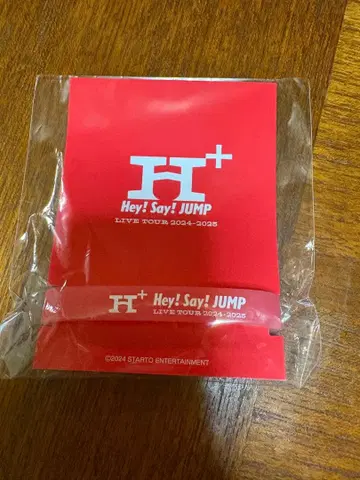 H+
Hey! Say! JUMP
LIVE TOUR 2024-2025
H+ Hey! Say! JUMP
LIVE TOUR 2024-2025
©2024 STARTO ENTERTAINMENT